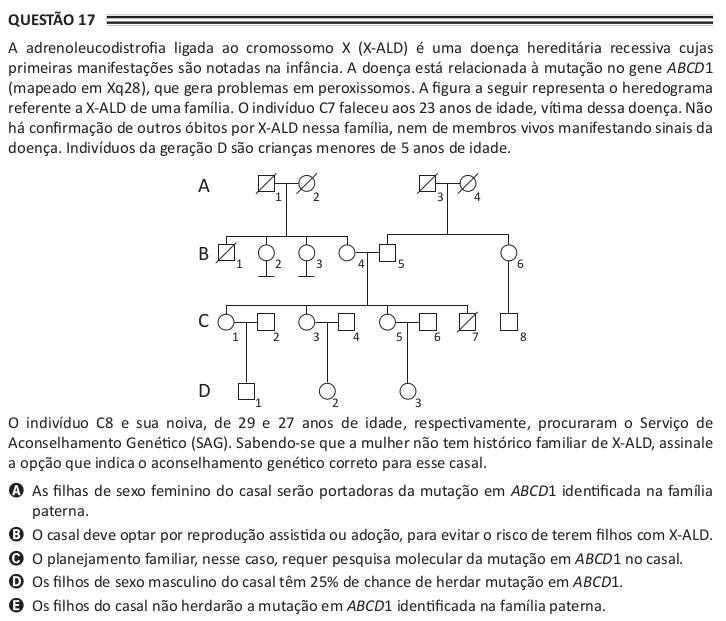 QUESTÃO 17
A adrenoleucodistrofia ligada ao cromossomo X (X-ALD) é uma doença hereditária recessiva cujas
primeiras manifestações são notadas na infância. A doença está relacionada à mutação no gene ABCD1
(mapeado em Xq28), que gera problemas em peroxissomos. A figura a seguir representa o heredograma
referente a X-ALD de uma família. O indivíduo C7 faleceu aos 23 anos de idade, vítima dessa doença. Não
há confirmação de outros óbitos por X-ALD nessa família, nem de membros vivos manifestando sinais da
doença. Indivíduos da geração D são crianças menores de 5 anos de idade.
A 1 2 3 4
B 1 2 3 4 5 6
C 1 2 3 4 5 6 7 8
D 1 2 3
O indivíduo C8 e sua noiva, de 29 e 27 anos de idade, respectivamente, procuraram o Serviço de
Aconselhamento Genético (SAG). Sabendo-se que a mulher não tem histórico familiar de X-ALD, assinale
a opção que indica o aconselhamento genético correto para esse casal.
A As filhas de sexo feminino do casal serão portadoras da mutação em ABCD1 identificada na família
paterna.
B O casal deve optar por reprodução assistida ou adoção, para evitar o risco de terem filhos com X-ALD.
C O planejamento familiar, nesse caso, requer pesquisa molecular da mutação em ABCD1 no casal.
D Os filhos de sexo masculino do casal têm 25% de chance de herdar mutação em ABCD1.
E Os filhos do casal não herdarão a mutação em ABCD1 identificada na família paterna.